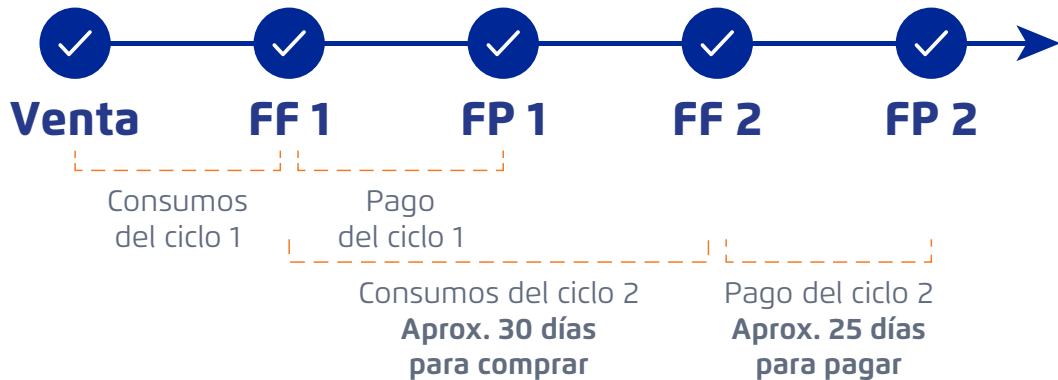 Venta
FF 1
FP 1
FF 2
FP 2
Consumos
del ciclo 1
Pago
del ciclo 1
Consumos del ciclo 2
Aprox. 30 días
para comprar
Pago del ciclo 2
Aprox. 25 días
para pagar